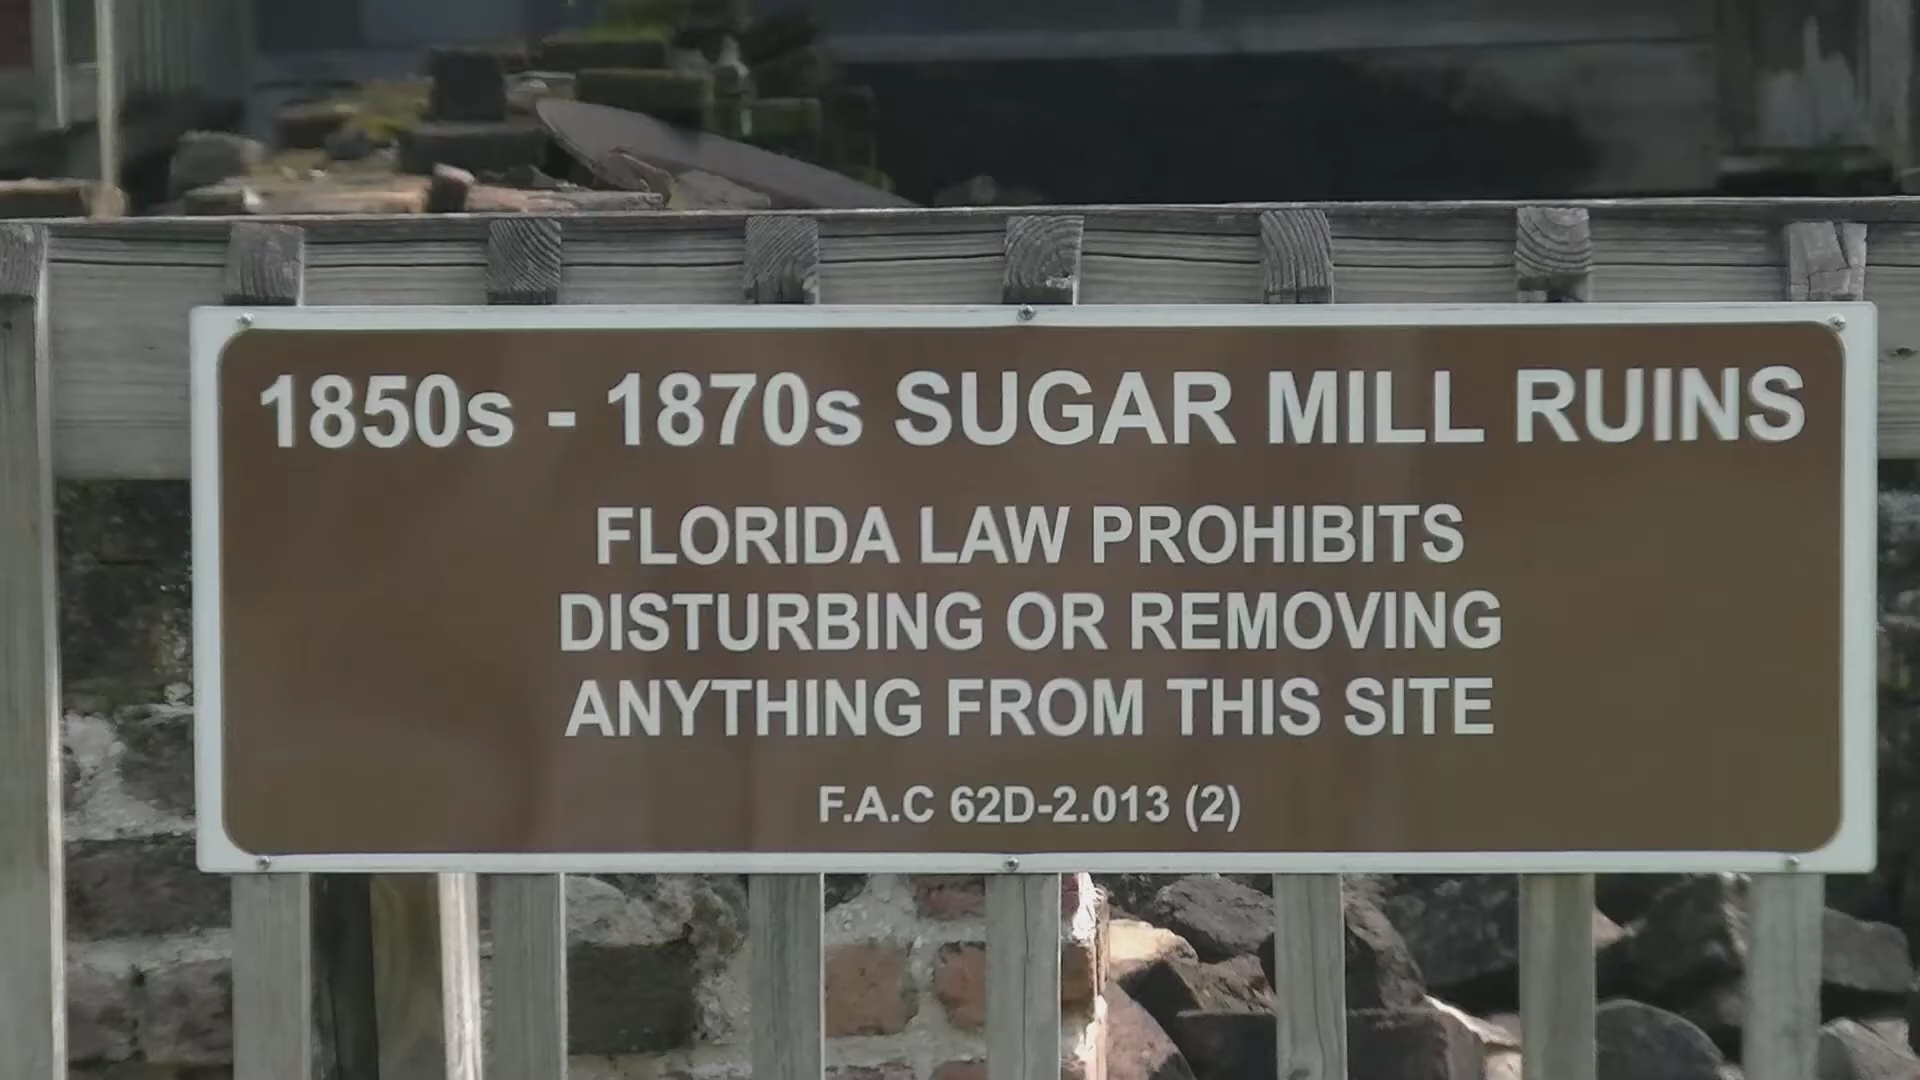 1850s - 1870s SUGAR MILL RUINS
FLORIDA LAW PROHIBITS
DISTURBING OR REMOVING
ANYTHING FROM THIS SITE
F.A.C 62D-2.013 (2)